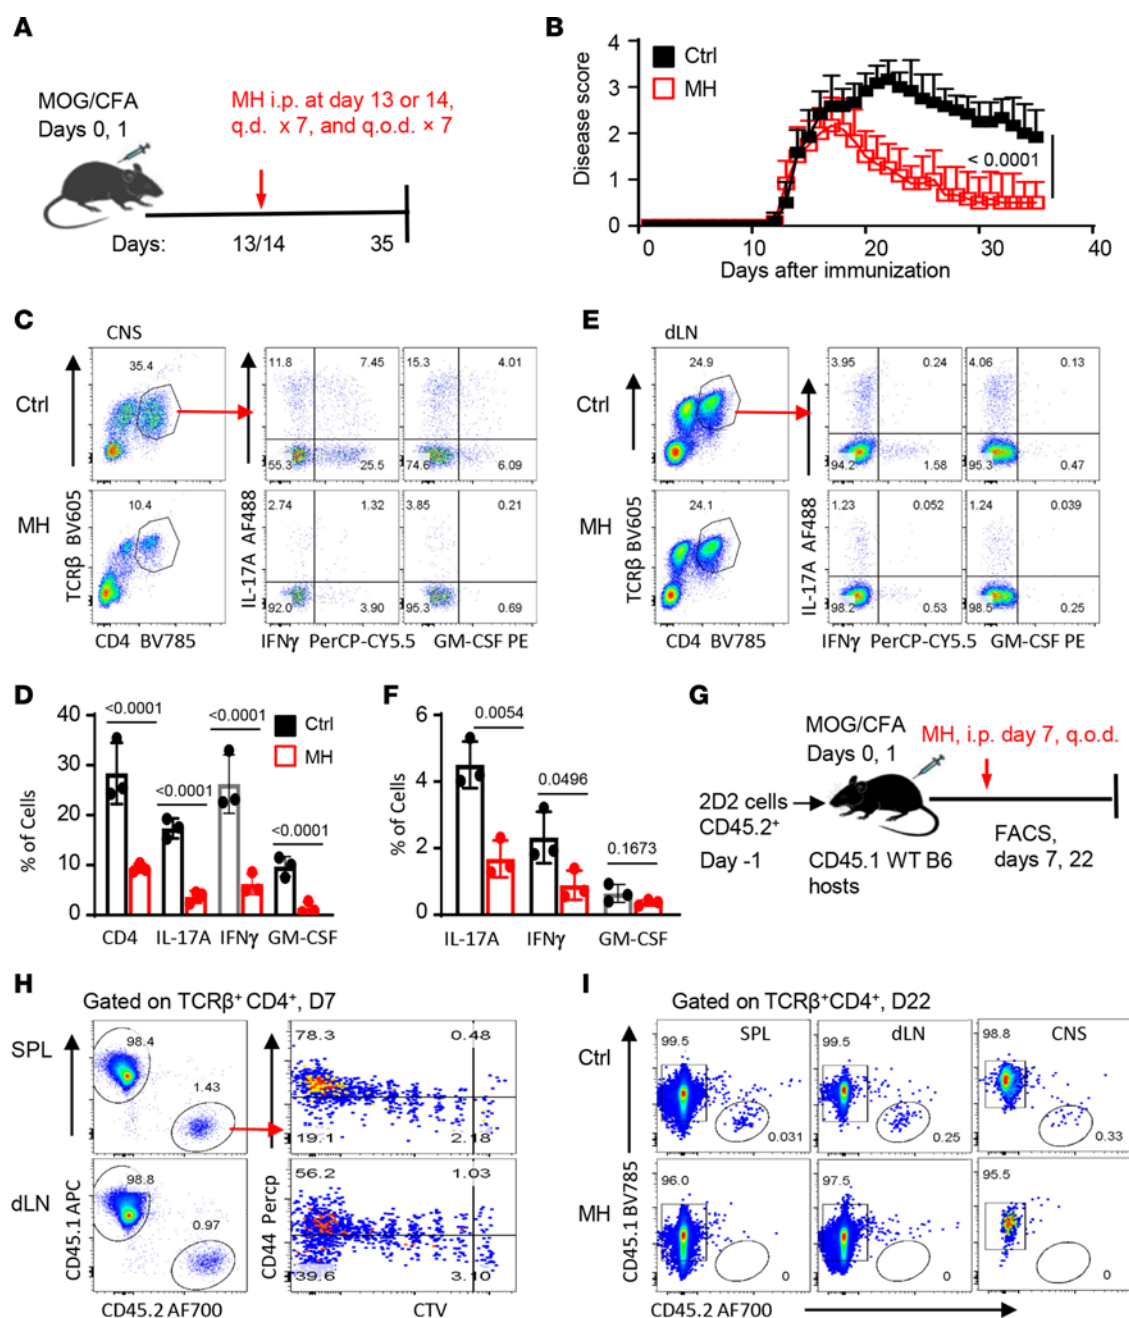 A
MOG/CFA
Days 0, 1
MH i.p. at day 13 or 14,
q.d. x 7, and q.o.d. × 7
Days:
13/14
35
B
Disease score
4
3
2
1
0
Ctrl
MH
< 0.0001
0
10
20
30
40
Days after immunization
C
CNS
Ctrl
35.4
11.8
7.45
15.3
4.01
55.3
25.5
74.6
6.09
MH
10.4
2.74
1.32
3.85
0.21
92.0
3.90
95.3
0.69
TCRβ BV605
IL-17A AF488
CD4 BV785
IFNγ PerCP-CY5.5
GM-CSF PE
E
dLN
Ctrl
24.9
3.95
0.24
4.06
0.13
94.2
1.58
95.3
0.47
MH
24.1
1.23
0.052
1.24
0.039
98.2
0.53
98.5
0.25
TCRβ BV605
IL-17A AF488
CD4 BV785
IFNγ PerCP-CY5.5
GM-CSF PE
D
% of Cells
40
30
20
10
0
<0.0001
<0.0001
<0.0001
<0.0001
Ctrl
MH
CD4
IL-17A
IFNγ
GM-CSF
F
% of Cells
6
4
2
0
0.0054
0.0496
0.1673
IL-17A
IFNγ
GM-CSF
G
MOG/CFA
Days 0, 1
MH, i.p. day 7, q.o.d.
2D2 cells
CD45.2⁺
Day -1
CD45.1 WT B6
hosts
FACS,
days 7, 22
H
Gated on TCRβ⁺ CD4⁺, D7
SPL
98.4
1.43
78.3
0.48
19.1
2.18
dLN
98.8
0.97
56.2
1.03
39.6
3.10
CD45.1 APC
CD44 Percp
CD45.2 AF700
CTV
I
Gated on TCRβ⁺CD4⁺, D22
Ctrl
SPL
dLN
CNS
99.5
0.031
99.5
0.25
98.8
0.33
MH
96.0
0
97.5
0
95.5
0
CD45.1 BV785
CD45.2 AF700